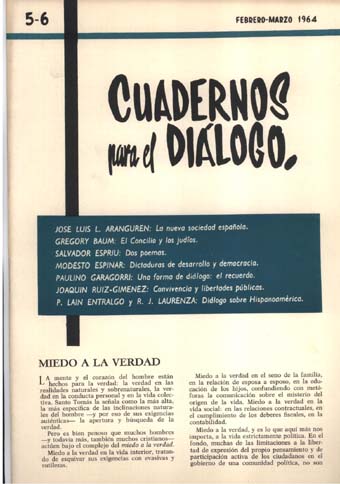 5-6
FEBRERO-MARZO 1964
CUADERNOS
para el DIÁLOGO.
JOSE LUIS L. ARANGUREN: La nueva sociedad española.
GREGORY BAUM: El Concilio y los judíos.
SALVADOR ESPRIU: Dos poemas.
MODESTO ESPINAR: Dictaduras de desarrollo y democracia.
PAULINO GARAGORRI: Una forma de diálogo: el recuerdo.
JOAQUIN RUIZ-GIMENEZ: Convivencia y libertades públicas.
P. LAIN ENTRALGO y R. J. LAURENZA: Diálogo sobre Hispanoamérica.
MIEDO A LA VERDAD
LA mente y el corazón del hombre están
hechos para la verdad: la verdad en las
realidades naturales y sobrenaturales, la ver-
dad en la conducta personal y en la vida colec-
tiva. Santo Tomás la señala como la más alta,
la más específica de las inclinaciones natura-
les del hombre —y por eso de sus exigencias
auténticas— la apertura y búsqueda de la
verdad.
Pero es bien penoso que muchos hombres
—y todavía más, también muchos cristianos—
actúen bajo el complejo del miedo a la verdad.
Miedo a la verdad en la vida interior, tratan-
do de esquivar sus exigencias con evasivas y
sutilezas.
Miedo a la verdad en el seno de la familia,
en la relación de esposa a esposo, en la edu-
cación de los hijos, confundiendo con metá-
foras la comunicación sobre el misterio del
origen de la vida. Miedo a la verdad en la
vida social: en las relaciones contractuales, en
el cumplimiento de los deberes fiscales, en la
contabilidad.
Miedo a la verdad, y es lo que aquí más nos
importa, a la vida estrictamente política. En el
fondo, muchas de las limitaciones a la liber-
tad de expresión del propio pensamiento y de
participación activa de los ciudadanos en el
gobierno de una comunidad política, no son